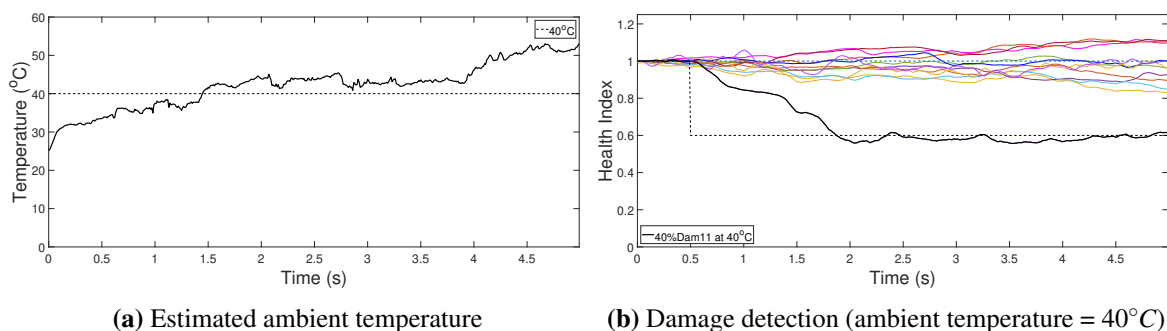 60
50
40
30
20
10
0
0 0.5 1 1.5 2 2.5 3 3.5 4 4.5 5
Temperature (°C)
Time (s)
40°C
1.2
1
0.8
0.6
0.4
0.2
0
0 0.5 1 1.5 2 2.5 3 3.5 4 4.5 5
Health Index
Time (s)
40%Dam11 at 40°C
(a) Estimated ambient temperature
(b) Damage detection (ambient temperature = 40°C)